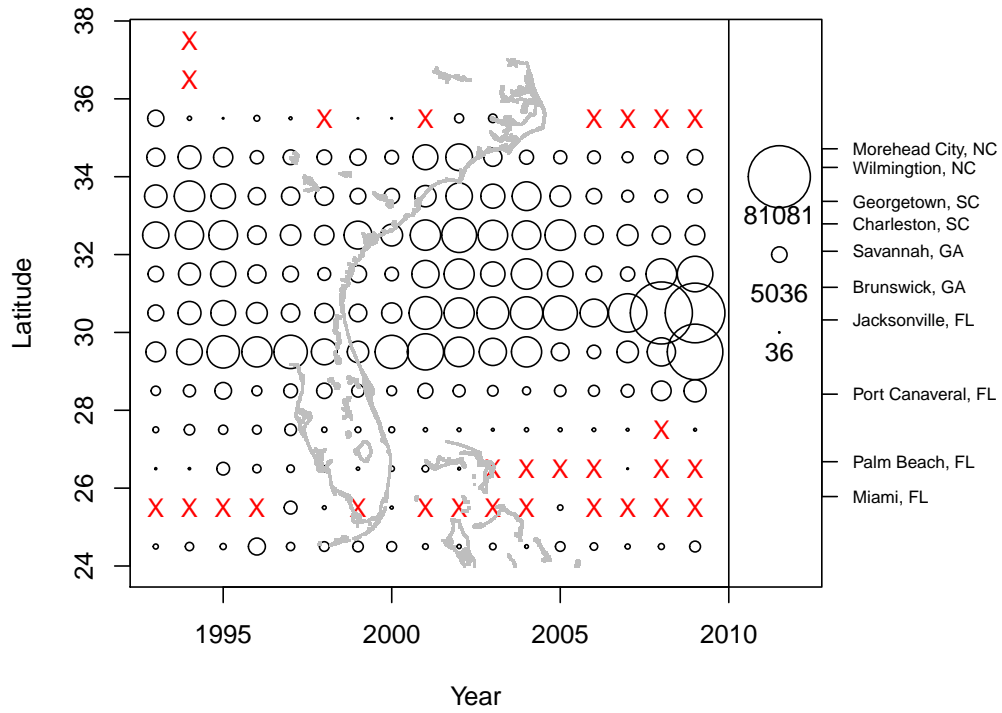 38
36
34
32
30
28
26
24
Latitude
X
X
X X X X X X
X
X X X X X X
X X X X X X X X X X X X X
81081
5036
36
Morehead City, NC
Wilmington, NC
Georgetown, SC
Charleston, SC
Savannah, GA
Brunswick, GA
Jacksonville, FL
Port Canaveral, FL
Palm Beach, FL
Miami, FL
1995 2000 2005 2010
Year